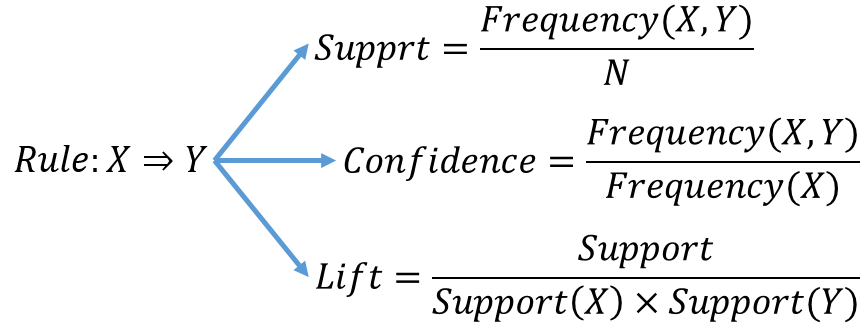 Supprt = Frequency(X, Y) / N
Rule: X ⇒ Y
Confidence = Frequency(X, Y) / Frequency(X)
Lift = Support / Support(X) × Support(Y)